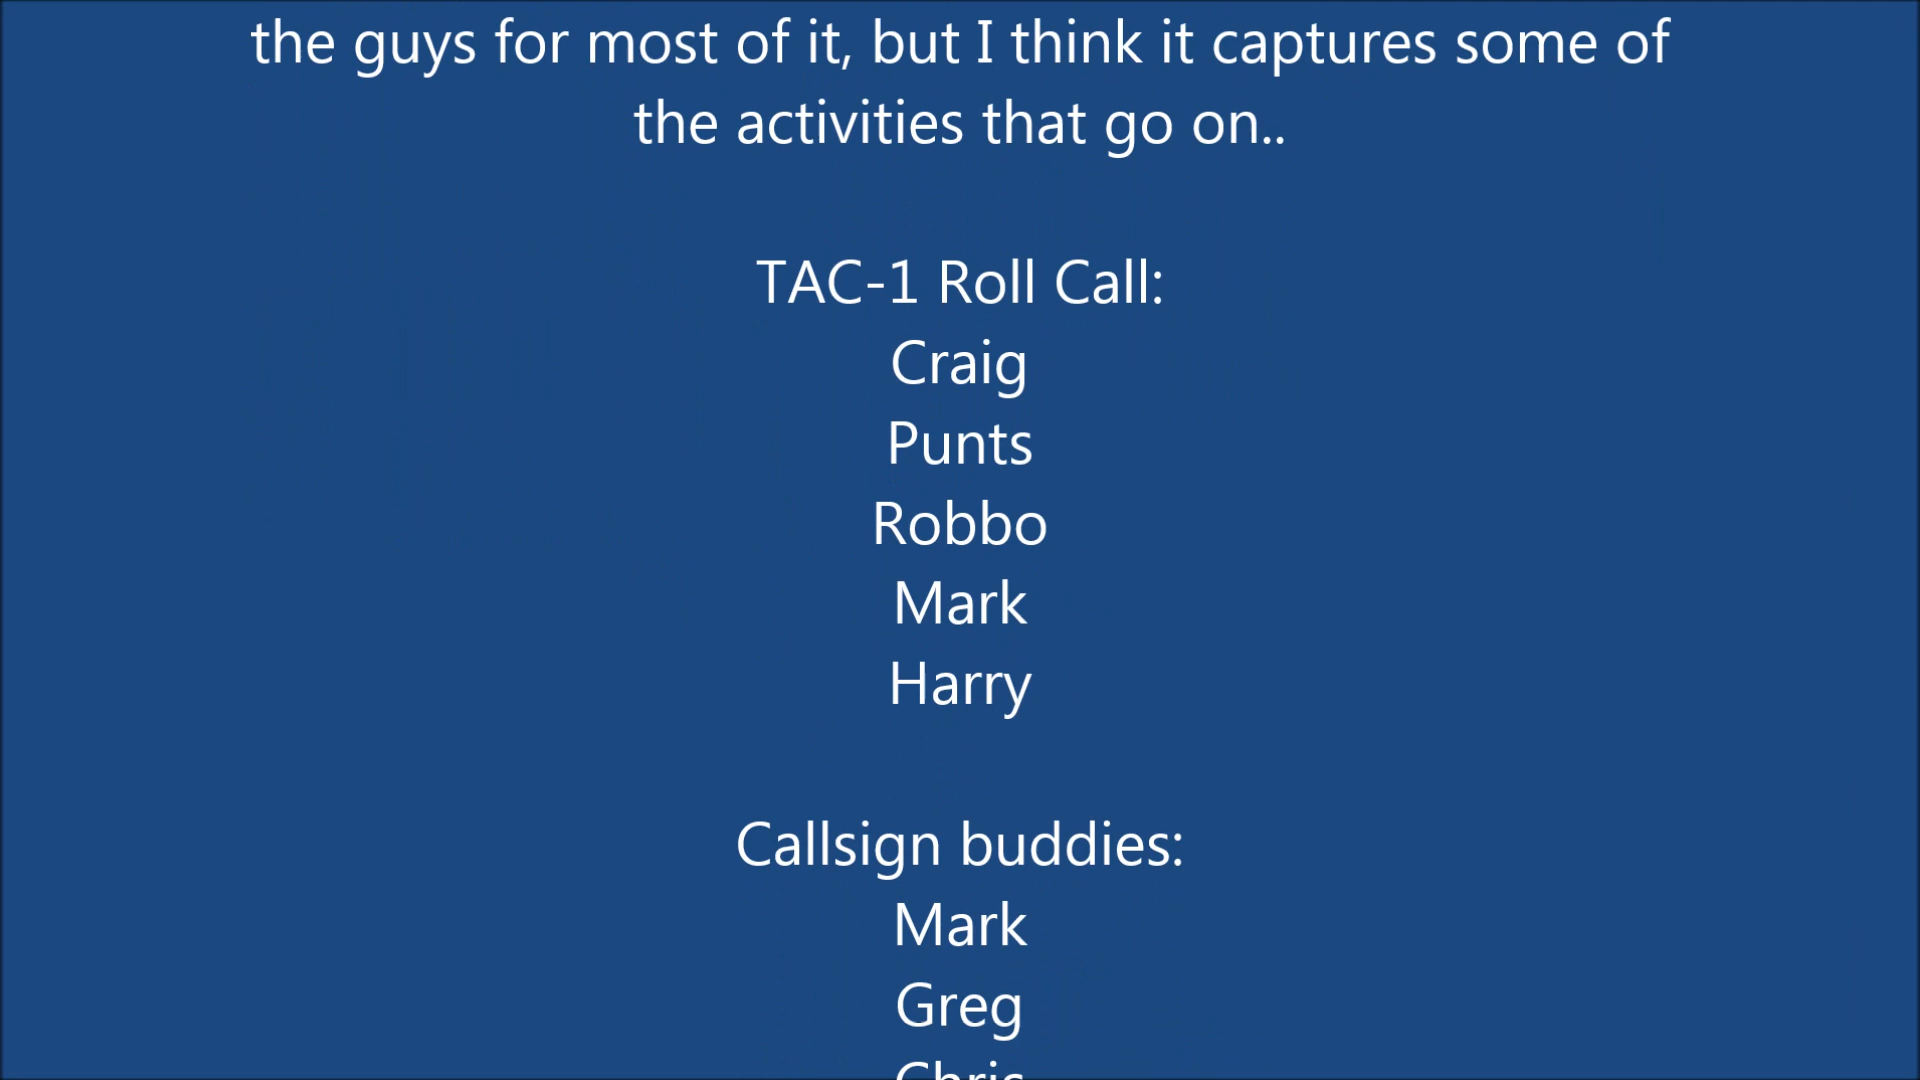 the guys for most of it, but I think it captures some of
the activities that go on..
TAC-1 Roll Call:
Craig
Punts
Robbo
Mark
Harry
Callsign buddies:
Mark
Greg
Chris